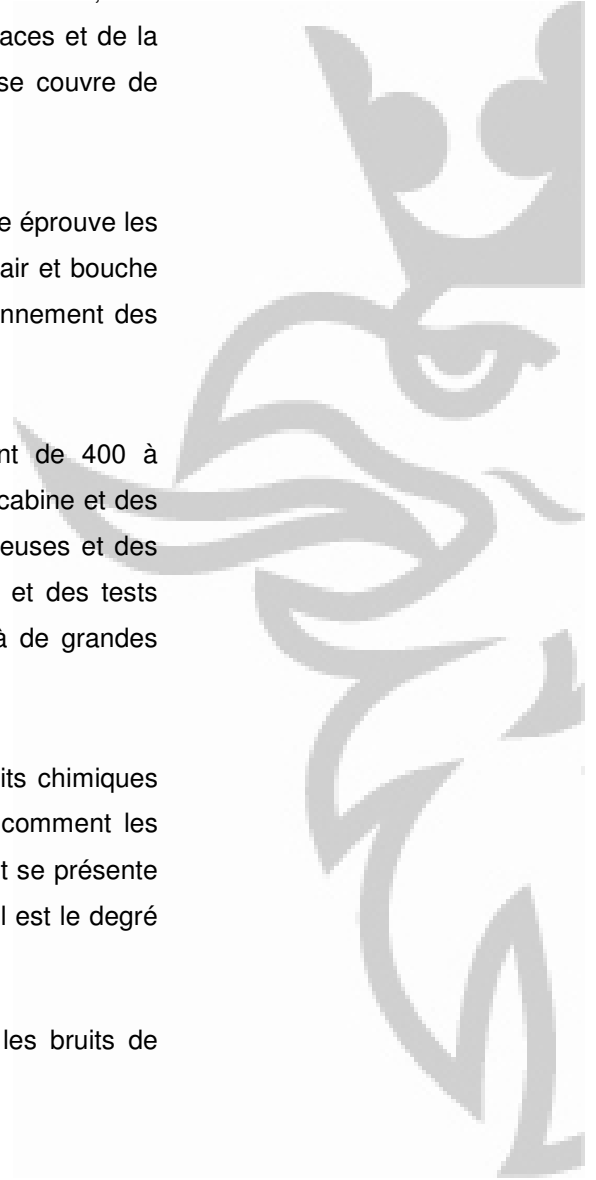 aces et de la
se couvre de
e éprouve les
air et bouche
nnement des
nt de 400 à
cabine et des
euses et des
et des tests
à de grandes
its chimiques
comment les
t se présente
l est le degré
les bruits de